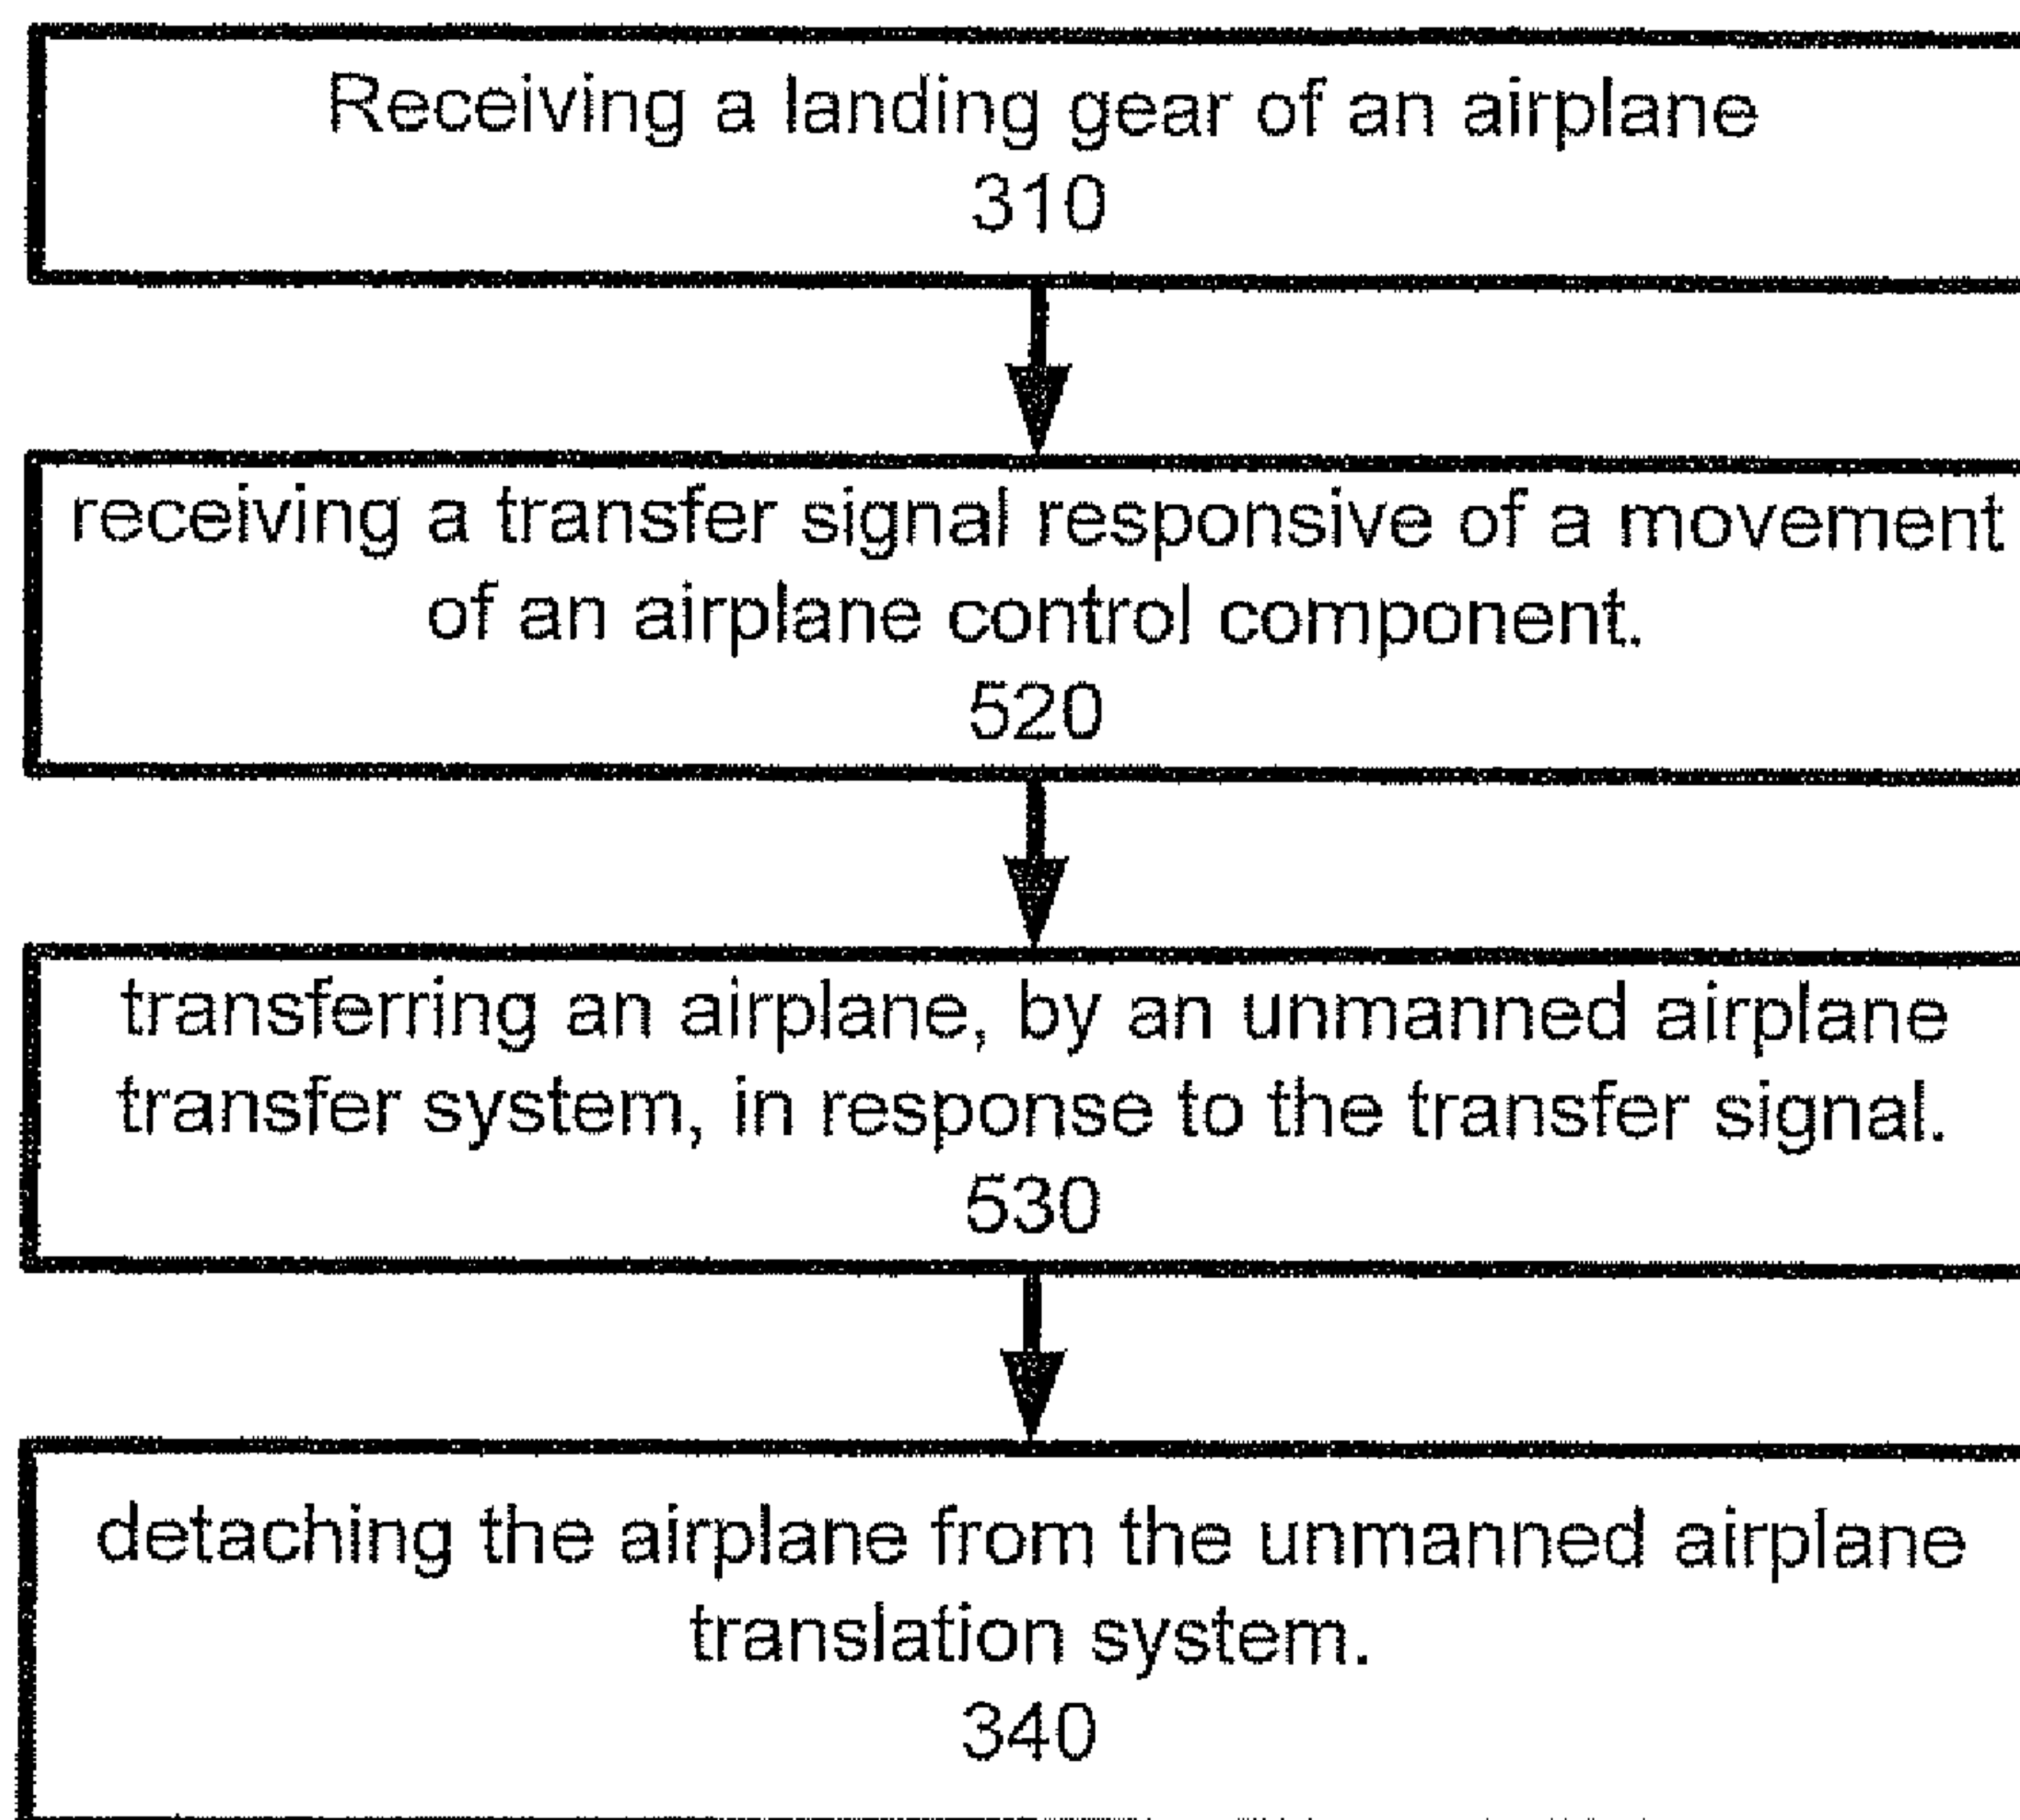 Receiving a landing gear of an airplane
310
receiving a transfer signal responsive of a movement
of an airplane control component.
520
transferring an airplane, by an unmanned airplane
transfer system, in response to the transfer signal.
530
detaching the airplane from the unmanned airplane
translation system.
340